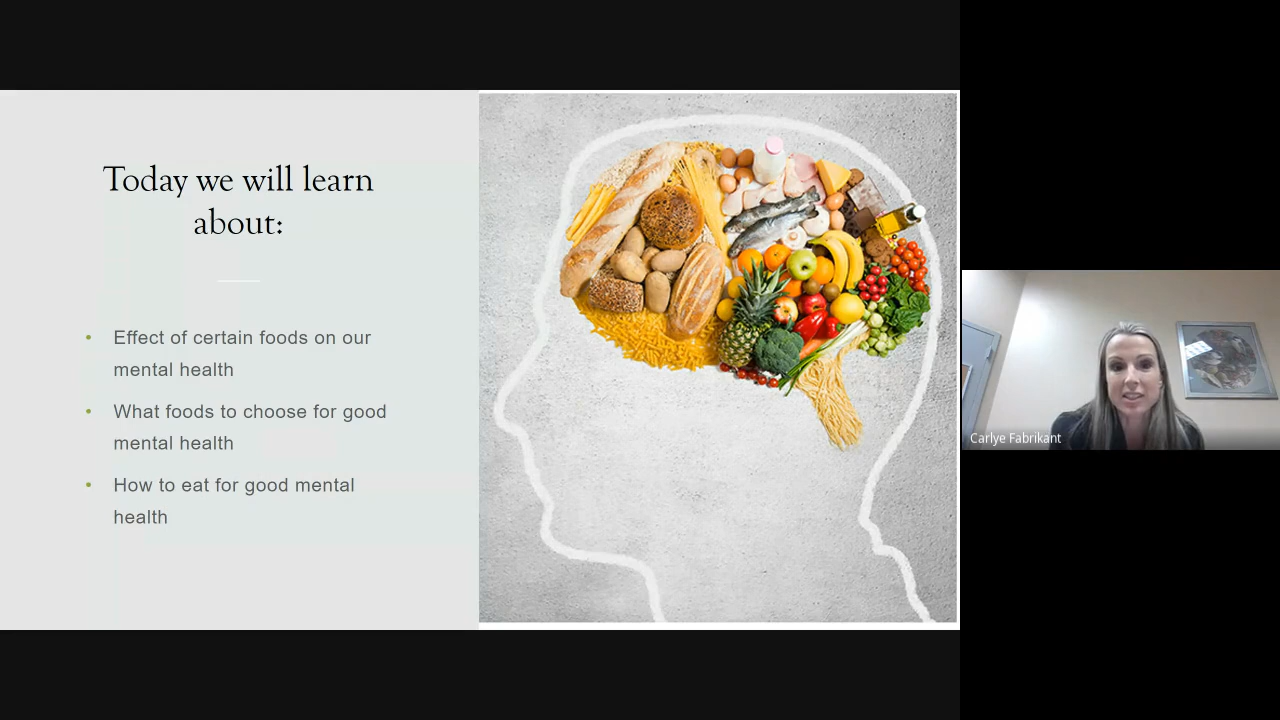 Today we will learn
about:
• Effect of certain foods on our
mental health
• What foods to choose for good
mental health
• How to eat for good mental
health
Carlye Fabrikant